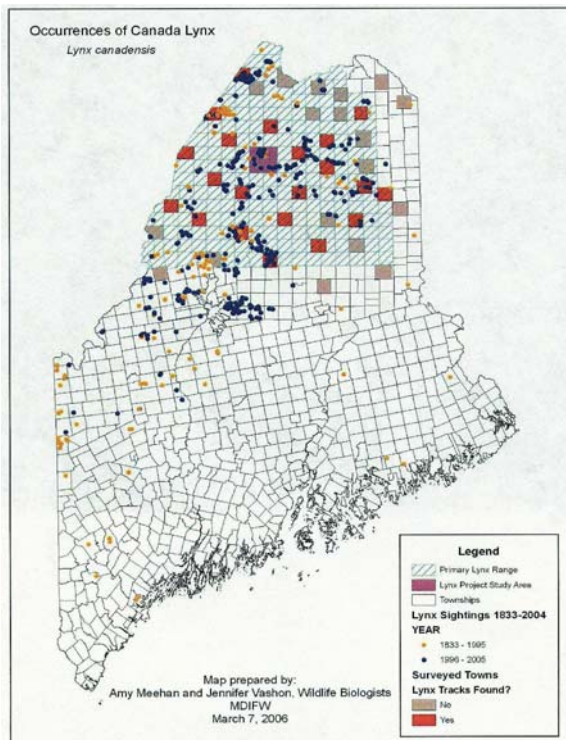 Occurrences of Canada Lynx
Lynx canadensis
Legend
Primary Lynx Range
Lynx Project Study Area
Townships
Lynx Sightings 1833-2004
YEAR
1833 - 1995
1996 - 2005
Surveyed Towns
Lynx Tracks Found?
No
Yes
Map prepared by:
Amy Meehan and Jennifer Vashon, Wildlife Biologists
MDIFW
March 7, 2006